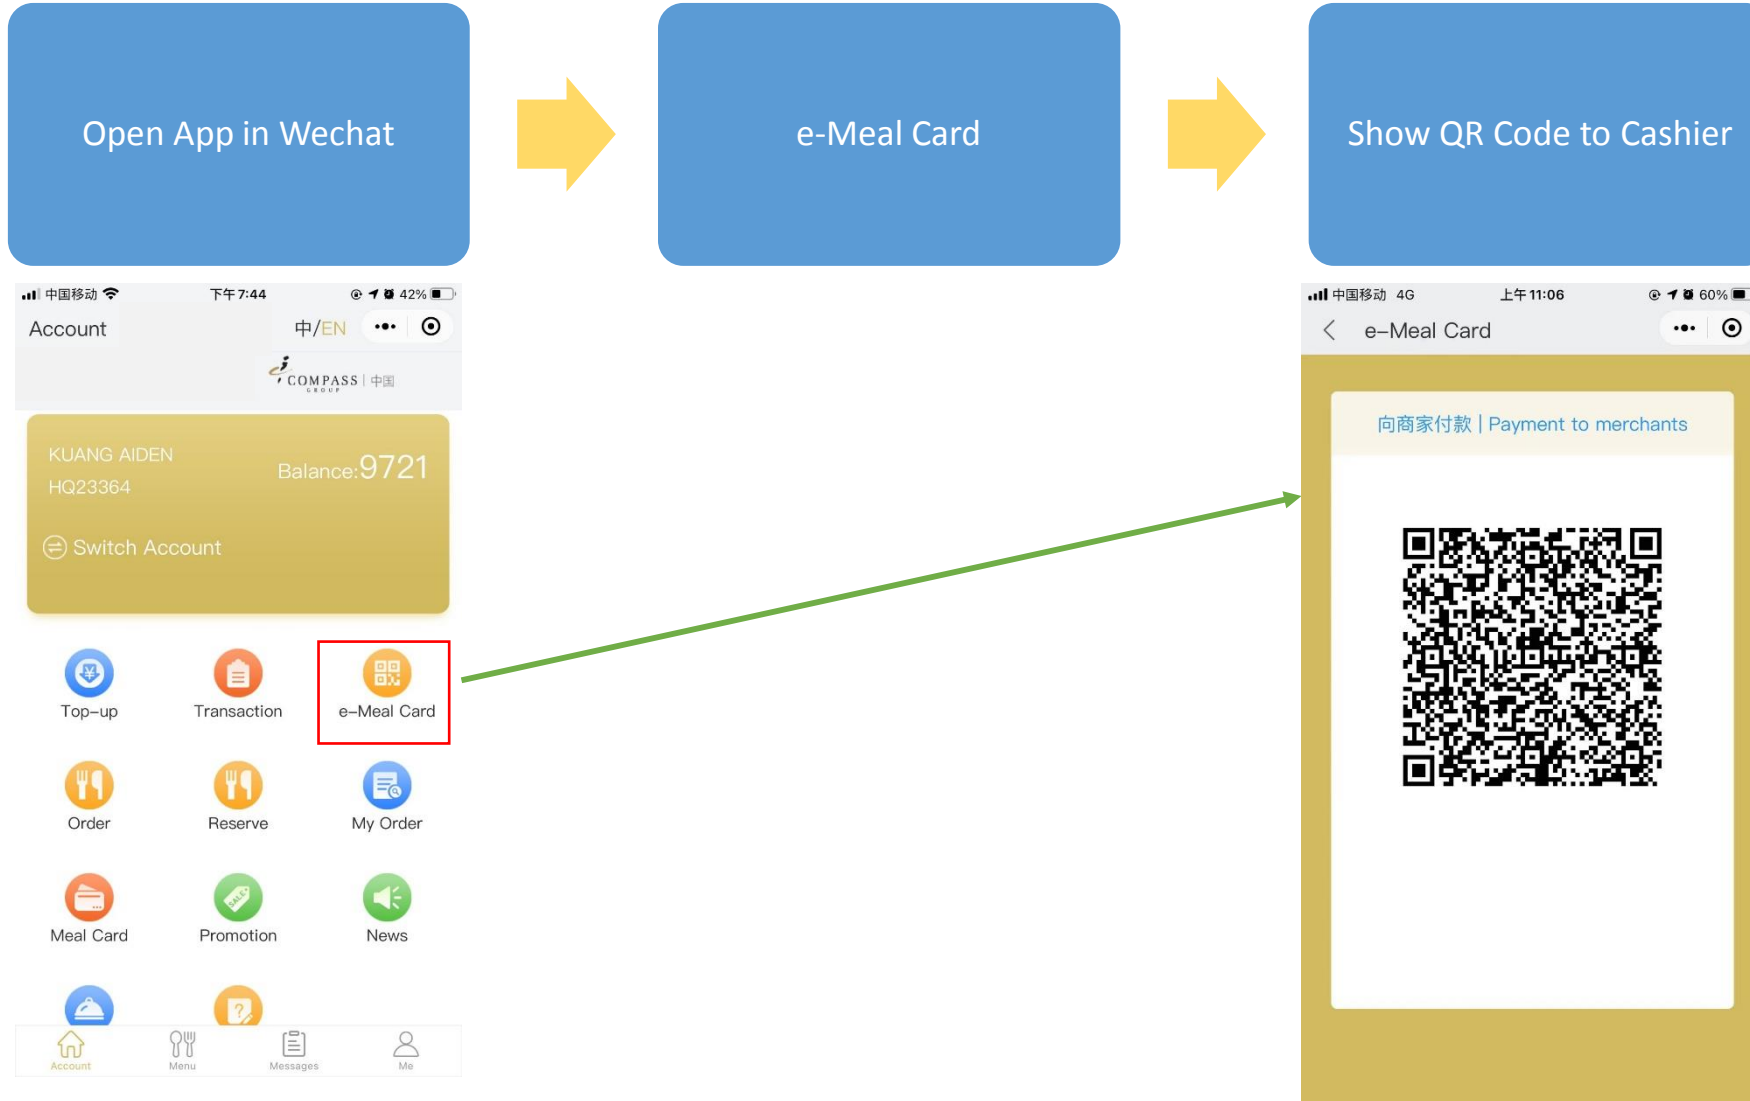 Open App in Wechat
e-Meal Card
Show QR Code to Cashier
中国移动
下午 7:44
42%
Account
中/EN
COMPASS | 中国
GROUP
KUANG AIDEN
Balance:9721
HQ23364
Switch Account
Top-up
Transaction
e-Meal Card
Order
Reserve
My Order
SALE
Meal Card
Promotion
News
Account
Menu
Messages
Me
中国移动 4G
上午 11:06
60%
e-Meal Card
向商家付款 | Payment to merchants